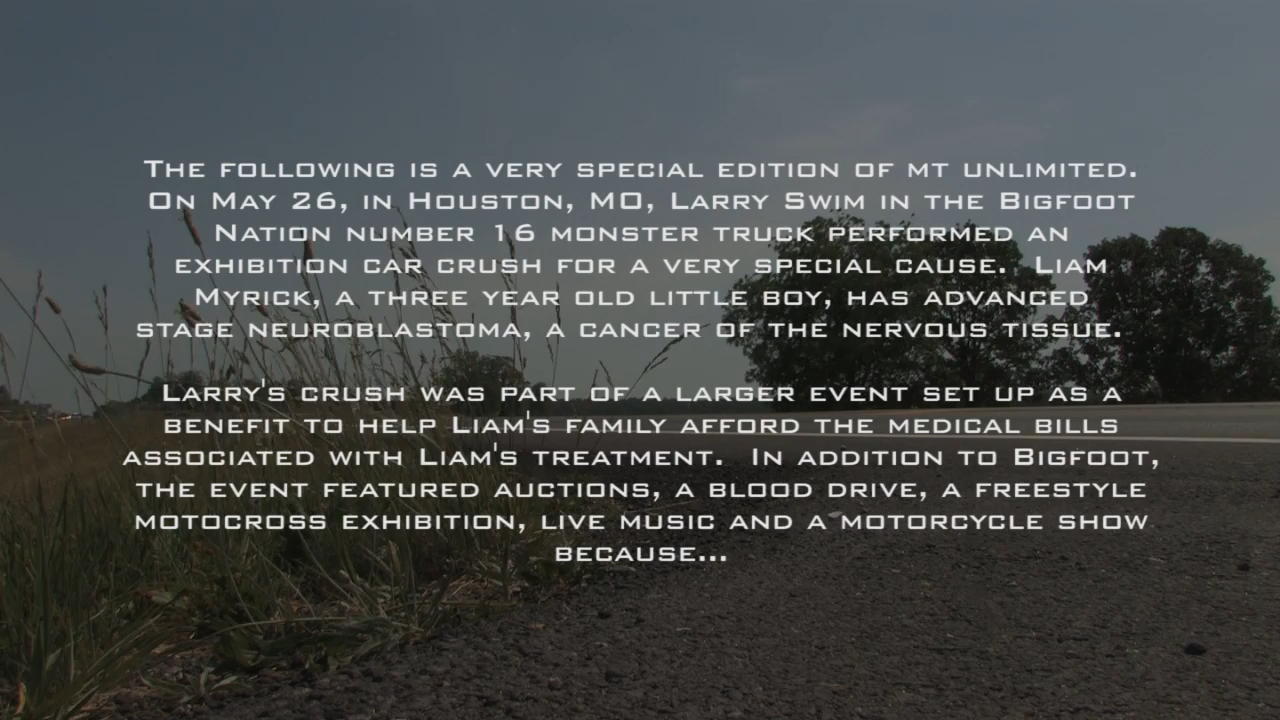 The following is a very special edition of MT Unlimited.
On May 26, in Houston, MO, Larry Swim in the Bigfoot
Nation number 16 monster truck performed an
exhibition car crush for a very special cause.  Liam
Myrick, a three year old little boy, has advanced
stage neuroblastoma, a cancer of the nervous tissue.
Larry's crush was part of a larger event set up as a
benefit to help Liam's family afford the medical bills
associated with Liam's treatment.  In addition to Bigfoot,
the event featured auctions, a blood drive, a freestyle
motocross exhibition, live music and a motorcycle show
because...